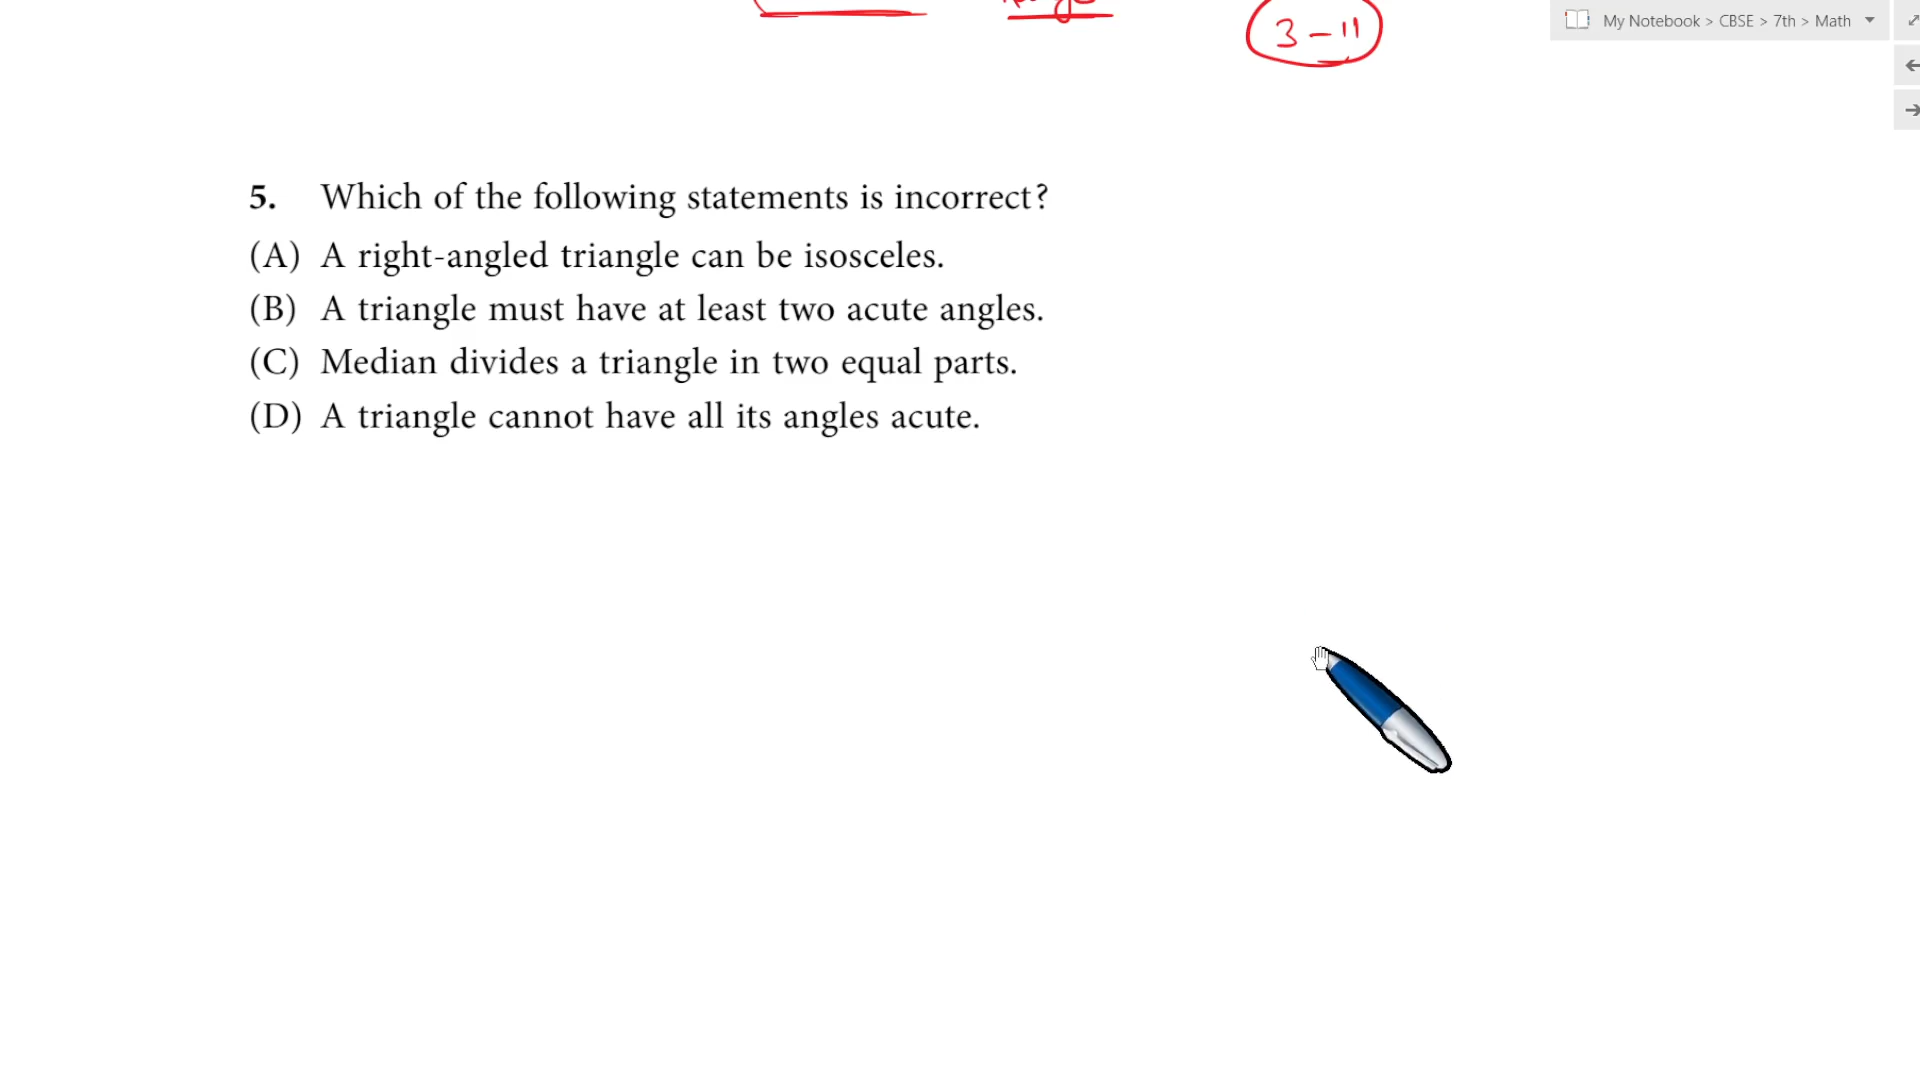 3 - 11
My Notebook > CBSE > 7th > Math
5. Which of the following statements is incorrect?
(A) A right-angled triangle can be isosceles.
(B) A triangle must have at least two acute angles.
(C) Median divides a triangle in two equal parts.
(D) A triangle cannot have all its angles acute.